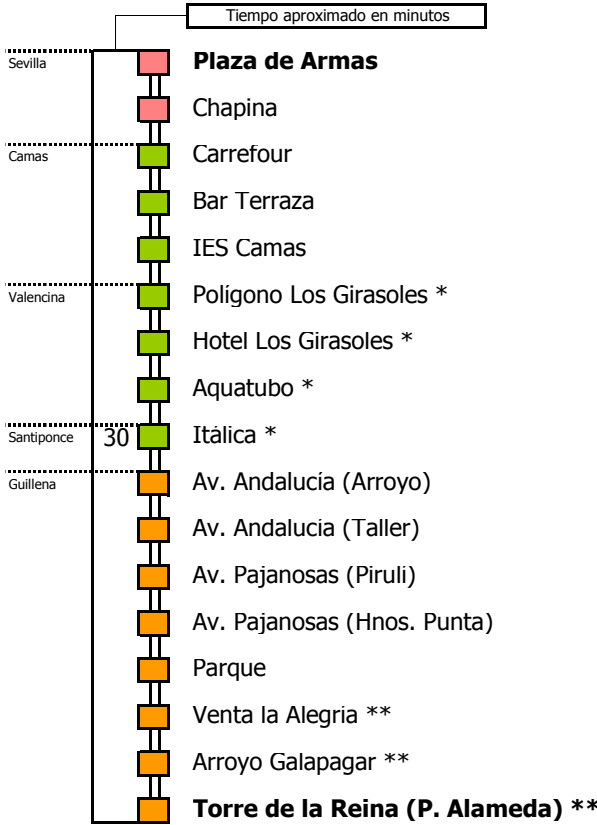 Tiempo aproximado en minutos
Sevilla
Plaza de Armas
Chapina
Camas
Carrefour
Bar Terraza
IES Camas
Valencina
Polígono Los Girasoles *
Hotel Los Girasoles *
Aquatubo *
Santiponce
30
Itálica *
Guillena
Av. Andalucía (Arroyo)
Av. Andalucia (Taller)
Av. Pajanosas (Piruli)
Av. Pajanosas (Hnos. Punta)
Parque
Venta la Alegria **
Arroyo Galapagar **
Torre de la Reina (P. Alameda) **